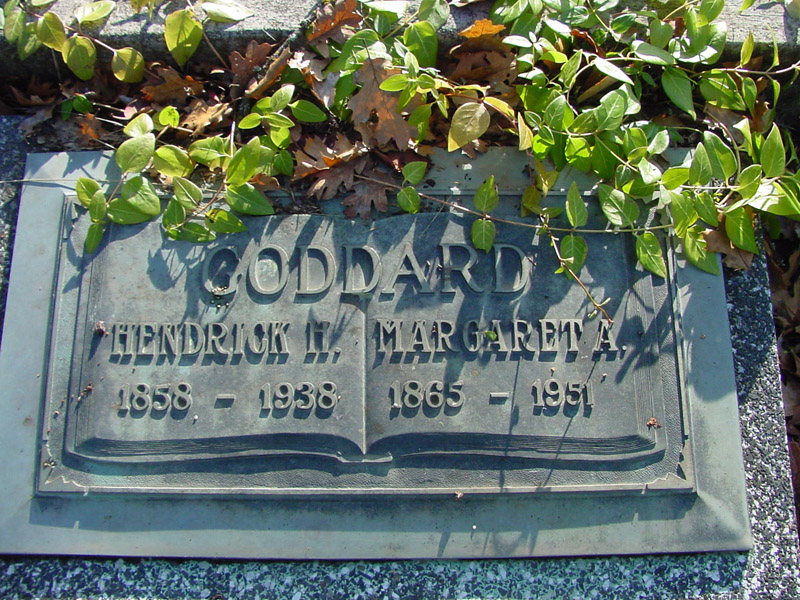 GODDARD
HENDRICK H. MARGARET A.
1858 - 1938 1865 - 1951